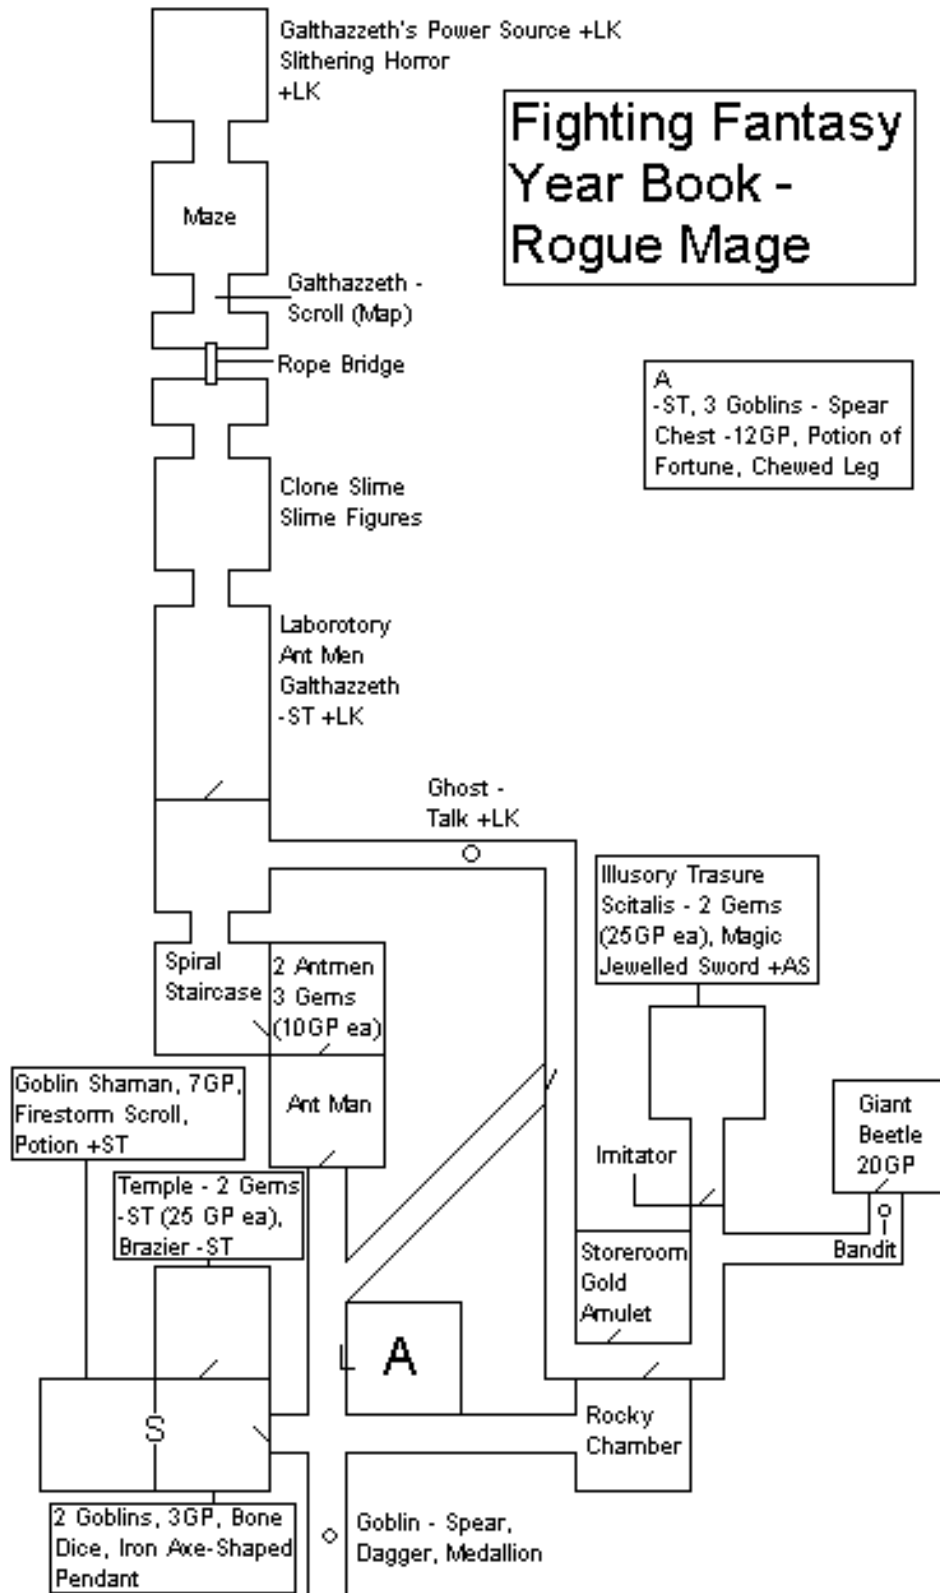 Galthazzeth's Power Source +LK
Slithering Horror
+LK
Fighting Fantasy
Year Book -
Rogue Mage
Maze
Galthazzeth -
Scroll (Map)
Rope Bridge
A
-ST, 3 Goblins - Spear
Chest -12GP, Potion of
Fortune, Chewed Leg
Clone Slime
Slime Figures
Laborotory
Ant Men
Galthazzeth
-ST +LK
Ghost -
Talk +LK
Illusory Trasure
Scitalis - 2 Gems
(25GP ea), Magic
Jewelled Sword +AS
Spiral
Staircase
2 Antmen
3 Gems
(10GP ea)
Goblin Shaman, 7GP,
Firestorm Scroll,
Potion +ST
Ant Man
Giant
Beetle
20GP
Imitator
Temple - 2 Gems
-ST (25 GP ea),
Brazier -ST
Bandit
Storeroom
Gold
Amulet
L
A
S
Rocky
Chamber
2 Goblins, 3GP, Bone
Dice, Iron Axe-Shaped
Pendant
Goblin - Spear,
Dagger, Medallion